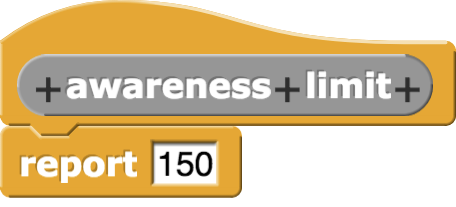 + awareness + limit +
report 150